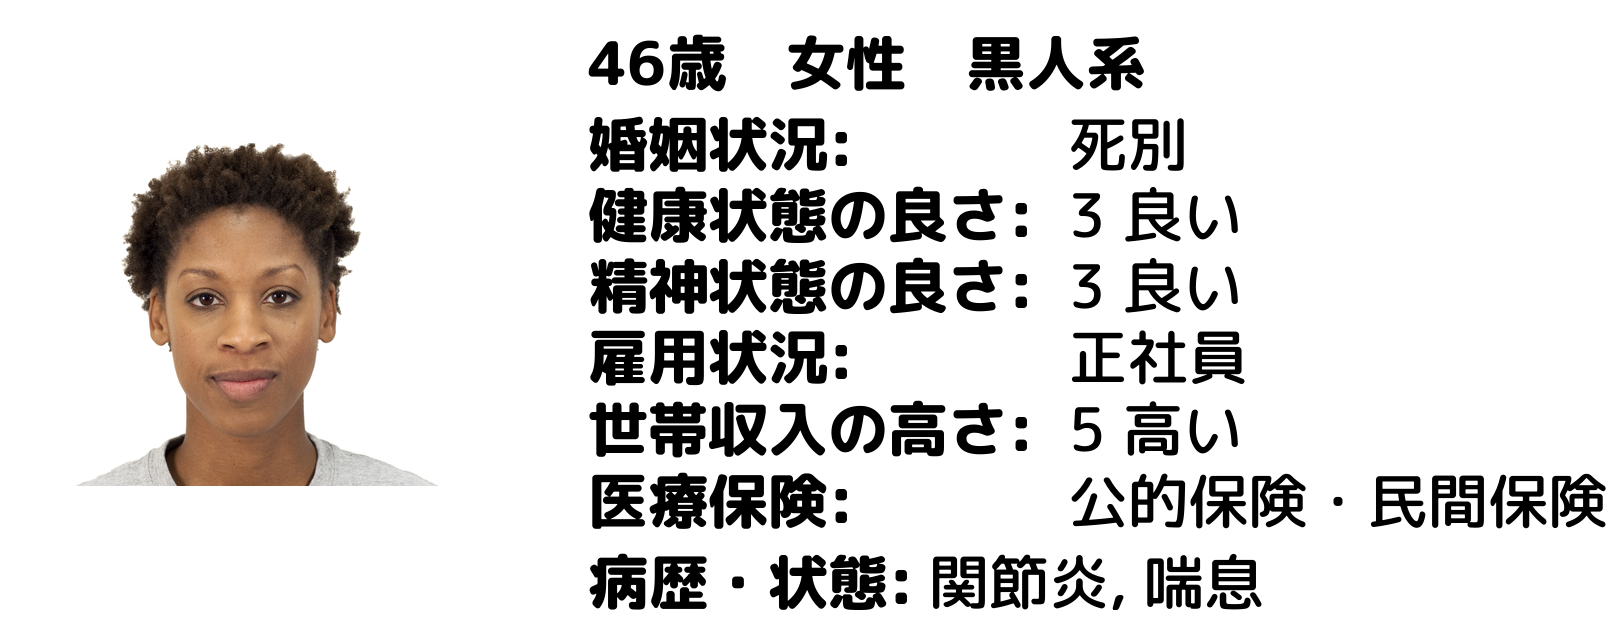 46歳　女性　黒人系
婚姻状況: 死別
健康状態の良さ: 3 良い
精神状態の良さ: 3 良い
雇用状況: 正社員
世帯収入の高さ: 5 高い
医療保険: 公的保険・民間保険
病歴・状態: 関節炎, 喘息